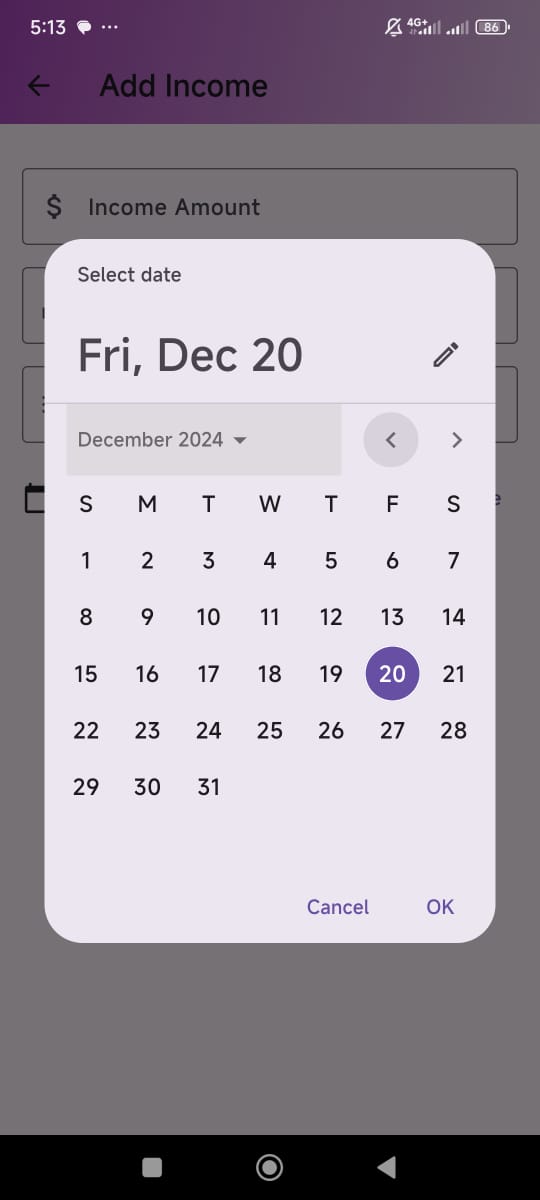 5:13 4G+ 86
Add Income
$ Income Amount
Select date
Fri, Dec 20
December 2024
S M T W T F S
1 2 3 4 5 6 7
8 9 10 11 12 13 14
15 16 17 18 19 20 21
22 23 24 25 26 27 28
29 30 31
Cancel OK